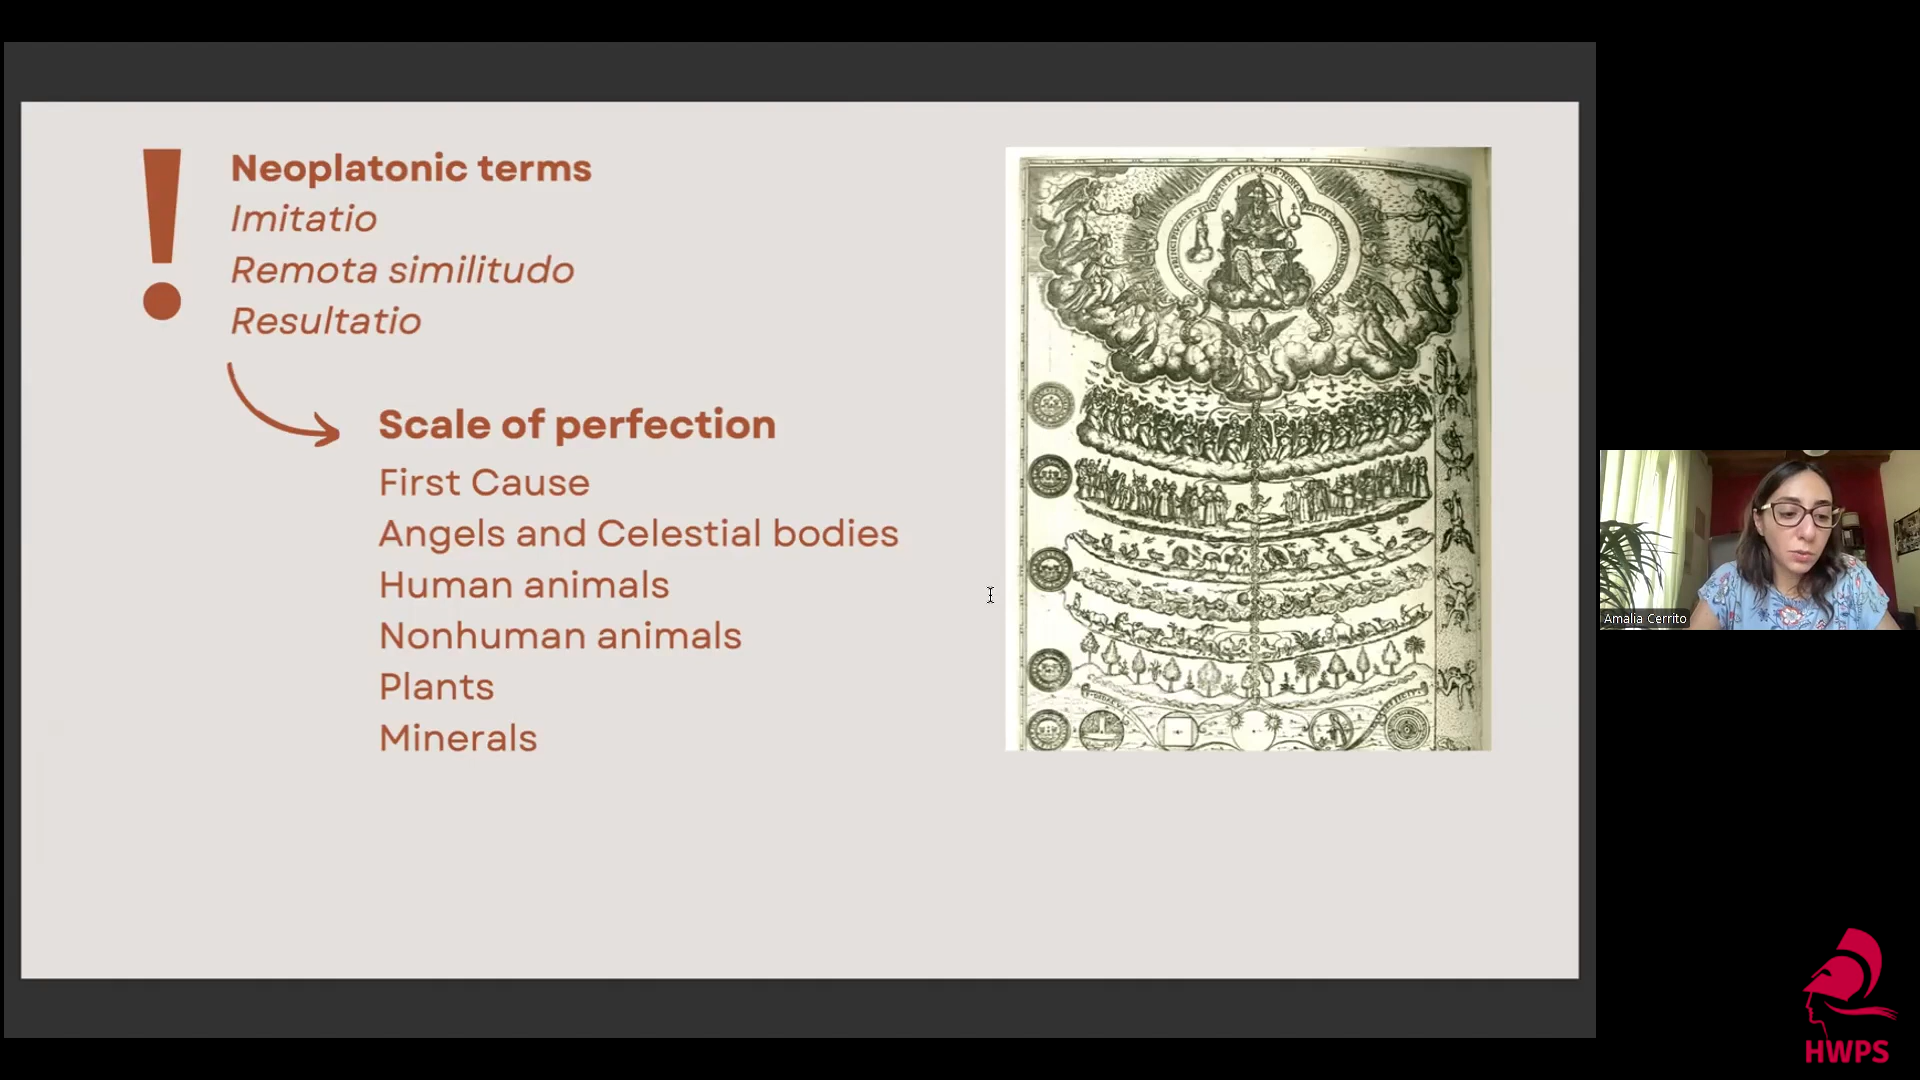 Neoplatonic terms
Imitatio
Remota similitudo
Resultatio
Scale of perfection
First Cause
Angels and Celestial bodies
Human animals
Nonhuman animals
Plants
Minerals
Amalia Cerrito
HWPS